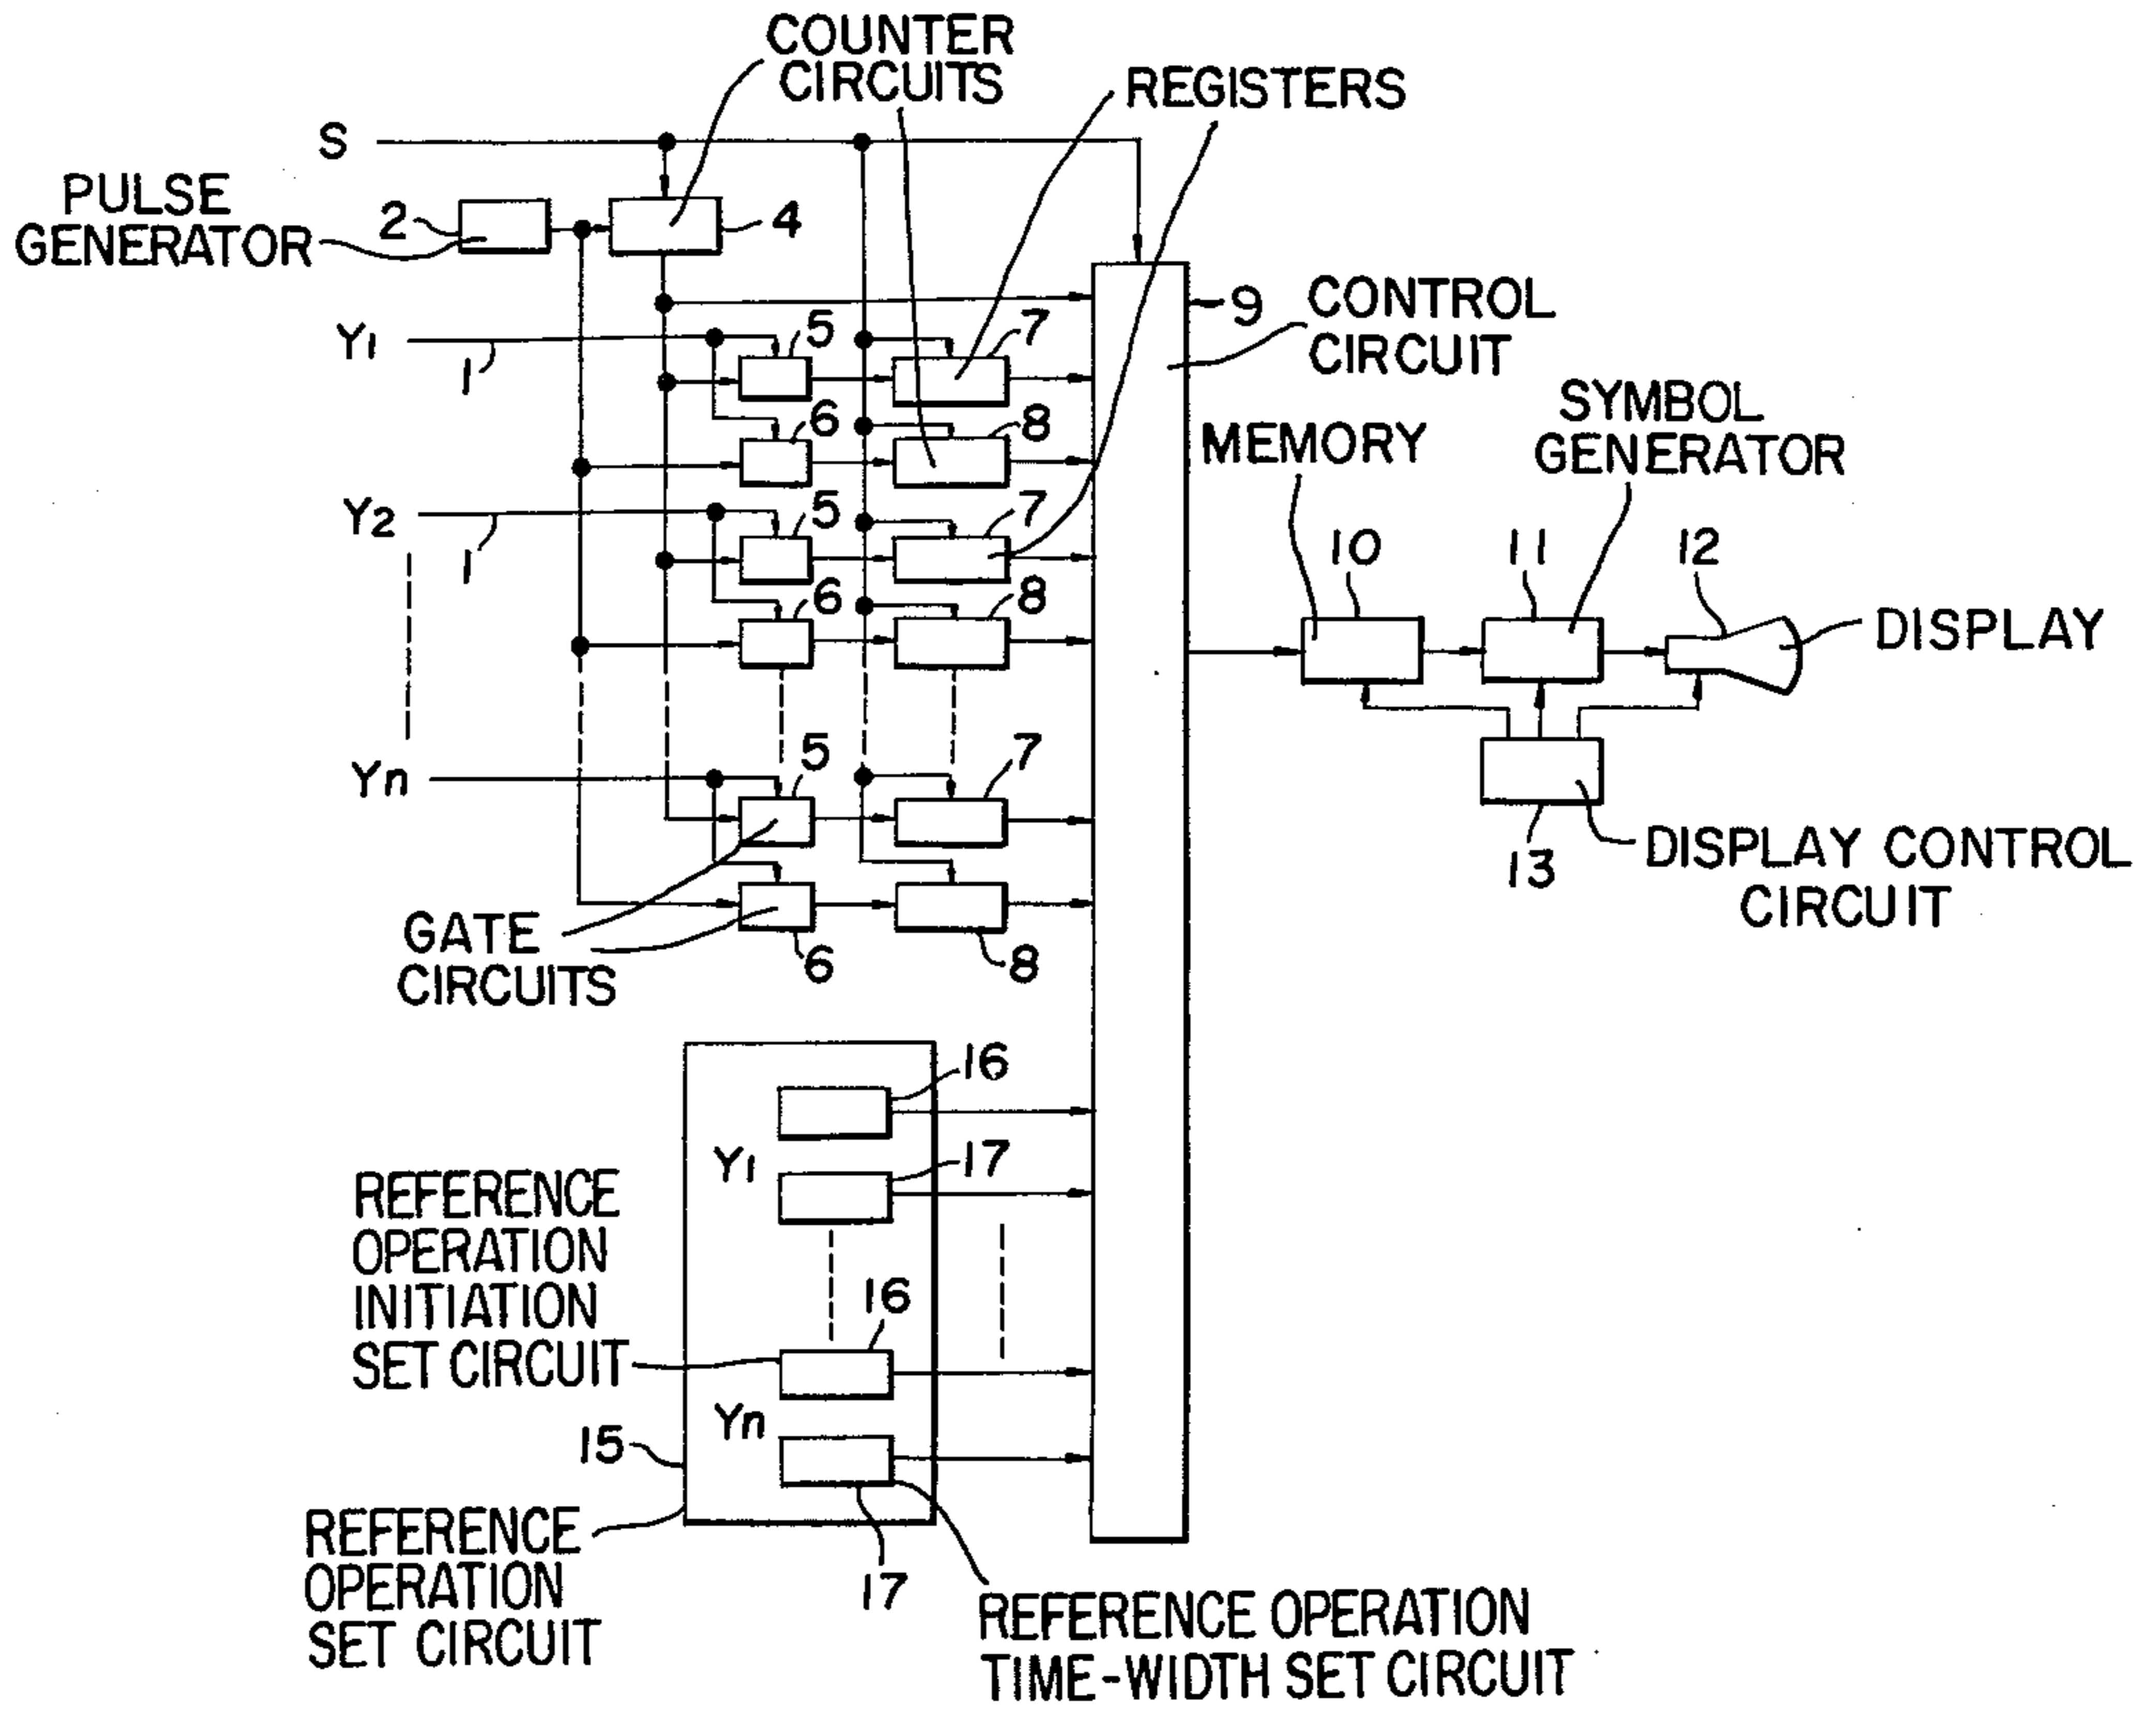 COUNTER
CIRCUITS
REGISTERS
S
PULSE
GENERATOR
2
4
9
CONTROL
CIRCUIT
Y1
1
5
7
SYMBOL
GENERATOR
MEMORY
6
8
Y2
1
5
7
10
11
12
6
8
DISPLAY
Yn
5
7
13
DISPLAY CONTROL
CIRCUIT
GATE
CIRCUITS
6
8
16
Y1
17
REFERENCE
OPERATION
INITIATION
SET CIRCUIT
16
Yn
15
REFERENCE
OPERATION
SET CIRCUIT
17
REFERENCE OPERATION
TIME-WIDTH SET CIRCUIT